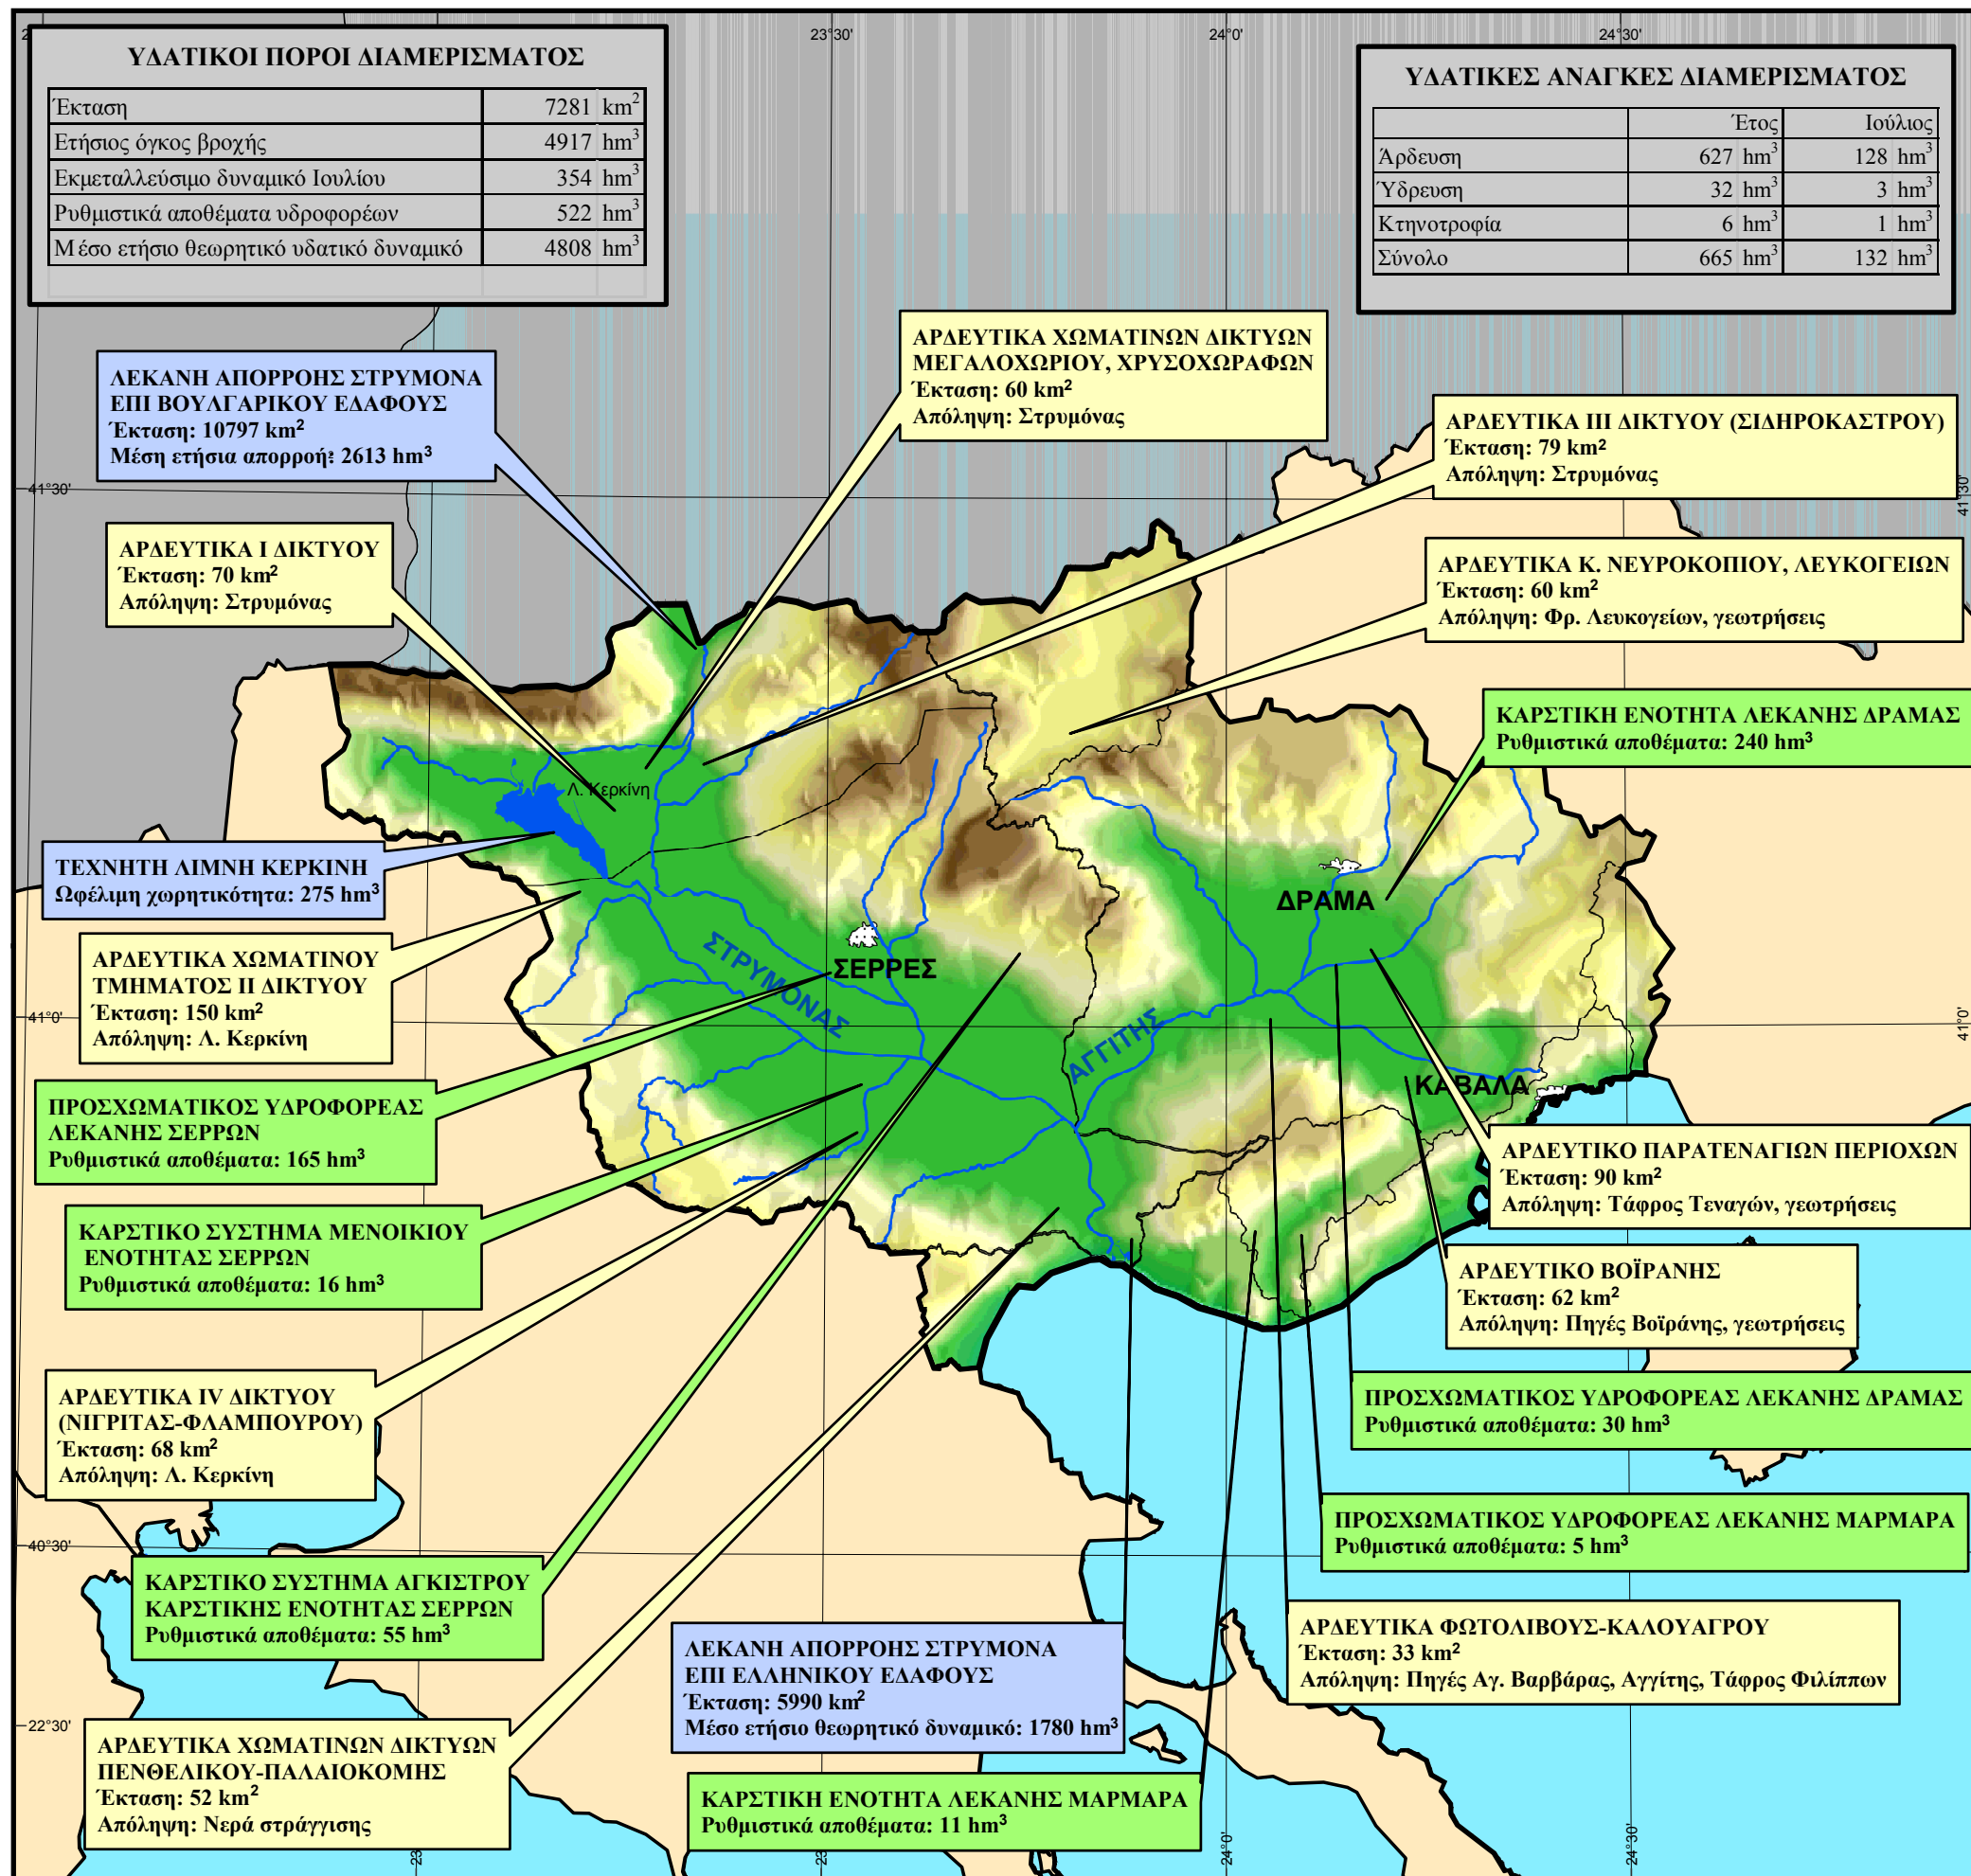 23°30'
24°0'
24°30'
ΥΔΑΤΙΚΟΙ ΠΟΡΟΙ ΔΙΑΜΕΡΙΣΜΑΤΟΣ
Έκταση 7281 km²
Ετήσιος όγκος βροχής 4917 hm³
Εκμεταλλεύσιμο δυναμικό Ιουλίου 354 hm³
Ρυθμιστικά αποθέματα υδροφορέων 522 hm³
Μέσο ετήσιο θεωρητικό υδατικό δυναμικό 4808 hm³
ΥΔΑΤΙΚΕΣ ΑΝΑΓΚΕΣ ΔΙΑΜΕΡΙΣΜΑΤΟΣ
Έτος Ιούλιος
Άρδευση 627 hm³ 128 hm³
Ύδρευση 32 hm³ 3 hm³
Κτηνοτροφία 6 hm³ 1 hm³
Σύνολο 665 hm³ 132 hm³
ΑΡΔΕΥΤΙΚΑ ΧΩΜΑΤΙΝΩΝ ΔΙΚΤΥΩΝ
ΜΕΓΑΛΟΧΩΡΙΟΥ, ΧΡΥΣΟΧΩΡΑΦΩΝ
Έκταση: 60 km²
Απόληψη: Στρυμόνας
ΛΕΚΑΝΗ ΑΠΟΡΡΟΗΣ ΣΤΡΥΜΟΝΑ
ΕΠΙ ΒΟΥΛΓΑΡΙΚΟΥ ΕΔΑΦΟΥΣ
Έκταση: 10797 km²
Μέση ετήσια απορροή: 2613 hm³
ΑΡΔΕΥΤΙΚΑ ΙΙΙ ΔΙΚΤΥΟΥ (ΣΙΔΗΡΟΚΑΣΤΡΟΥ)
Έκταση: 79 km²
Απόληψη: Στρυμόνας
41°30'
41°30'
ΑΡΔΕΥΤΙΚΑ Ι ΔΙΚΤΥΟΥ
Έκταση: 70 km²
Απόληψη: Στρυμόνας
ΑΡΔΕΥΤΙΚΑ Κ. ΝΕΥΡΟΚΟΠΙΟΥ, ΛΕΥΚΟΓΕΙΩΝ
Έκταση: 60 km²
Απόληψη: Φρ. Λευκογείων, γεωτρήσεις
ΚΑΡΣΤΙΚΗ ΕΝΟΤΗΤΑ ΛΕΚΑΝΗΣ ΔΡΑΜΑΣ
Ρυθμιστικά αποθέματα: 240 hm³
Λ. Κερκίνη
ΤΕΧΝΗΤΗ ΛΙΜΝΗ ΚΕΡΚΙΝΗ
Ωφέλιμη χωρητικότητα: 275 hm³
ΔΡΑΜΑ
ΑΡΔΕΥΤΙΚΑ ΧΩΜΑΤΙΝΟΥ
ΤΜΗΜΑΤΟΣ ΙΙ ΔΙΚΤΥΟΥ
Έκταση: 150 km²
Απόληψη: Λ. Κερκίνη
ΣΤΡΥΜΟΝΑΣ
ΣΕΡΡΕΣ
ΑΓΓΙΤΗΣ
41°0'
41°0'
ΚΑΒΑΛΑ
ΠΡΟΣΧΩΜΑΤΙΚΟΣ ΥΔΡΟΦΟΡΕΑΣ
ΛΕΚΑΝΗΣ ΣΕΡΡΩΝ
Ρυθμιστικά αποθέματα: 165 hm³
ΑΡΔΕΥΤΙΚΟ ΠΑΡΑΤΕΝΑΓΙΩΝ ΠΕΡΙΟΧΩΝ
Έκταση: 90 km²
Απόληψη: Τάφρος Τεναγών, γεωτρήσεις
ΚΑΡΣΤΙΚΟ ΣΥΣΤΗΜΑ ΜΕΝΟΙΚΙΟΥ
ΕΝΟΤΗΤΑΣ ΣΕΡΡΩΝ
Ρυθμιστικά αποθέματα: 16 hm³
ΑΡΔΕΥΤΙΚΟ ΒΟΪΡΑΝΗΣ
Έκταση: 62 km²
Απόληψη: Πηγές Βοϊράνης, γεωτρήσεις
ΑΡΔΕΥΤΙΚΑ IV ΔΙΚΤΥΟΥ
(ΝΙΓΡΙΤΑΣ-ΦΛΑΜΠΟΥΡΟΥ)
Έκταση: 68 km²
Απόληψη: Λ. Κερκίνη
ΠΡΟΣΧΩΜΑΤΙΚΟΣ ΥΔΡΟΦΟΡΕΑΣ ΛΕΚΑΝΗΣ ΔΡΑΜΑΣ
Ρυθμιστικά αποθέματα: 30 hm³
ΠΡΟΣΧΩΜΑΤΙΚΟΣ ΥΔΡΟΦΟΡΕΑΣ ΛΕΚΑΝΗΣ ΜΑΡΜΑΡΑ
Ρυθμιστικά αποθέματα: 5 hm³
40°30'
ΚΑΡΣΤΙΚΟ ΣΥΣΤΗΜΑ ΑΓΚΙΣΤΡΟΥ
ΚΑΡΣΤΙΚΗΣ ΕΝΟΤΗΤΑΣ ΣΕΡΡΩΝ
Ρυθμιστικά αποθέματα: 55 hm³
ΑΡΔΕΥΤΙΚΑ ΦΩΤΟΛΙΒΟΥΣ-ΚΑΛΟΥΑΓΡΟΥ
Έκταση: 33 km²
Απόληψη: Πηγές Αγ. Βαρβάρας, Αγγίτης, Τάφρος Φιλίππων
ΛΕΚΑΝΗ ΑΠΟΡΡΟΗΣ ΣΤΡΥΜΟΝΑ
ΕΠΙ ΕΛΛΗΝΙΚΟΥ ΕΔΑΦΟΥΣ
Έκταση: 5990 km²
Μέσο ετήσιο θεωρητικό δυναμικό: 1780 hm³
22°30'
ΑΡΔΕΥΤΙΚΑ ΧΩΜΑΤΙΝΩΝ ΔΙΚΤΥΩΝ
ΠΕΝΘΕΛΙΚΟΥ-ΠΑΛΑΙΟΚΟΜΗΣ
Έκταση: 52 km²
Απόληψη: Νερά στράγγισης
ΚΑΡΣΤΙΚΗ ΕΝΟΤΗΤΑ ΛΕΚΑΝΗΣ ΜΑΡΜΑΡΑ
Ρυθμιστικά αποθέματα: 11 hm³
24°0'
24°30'